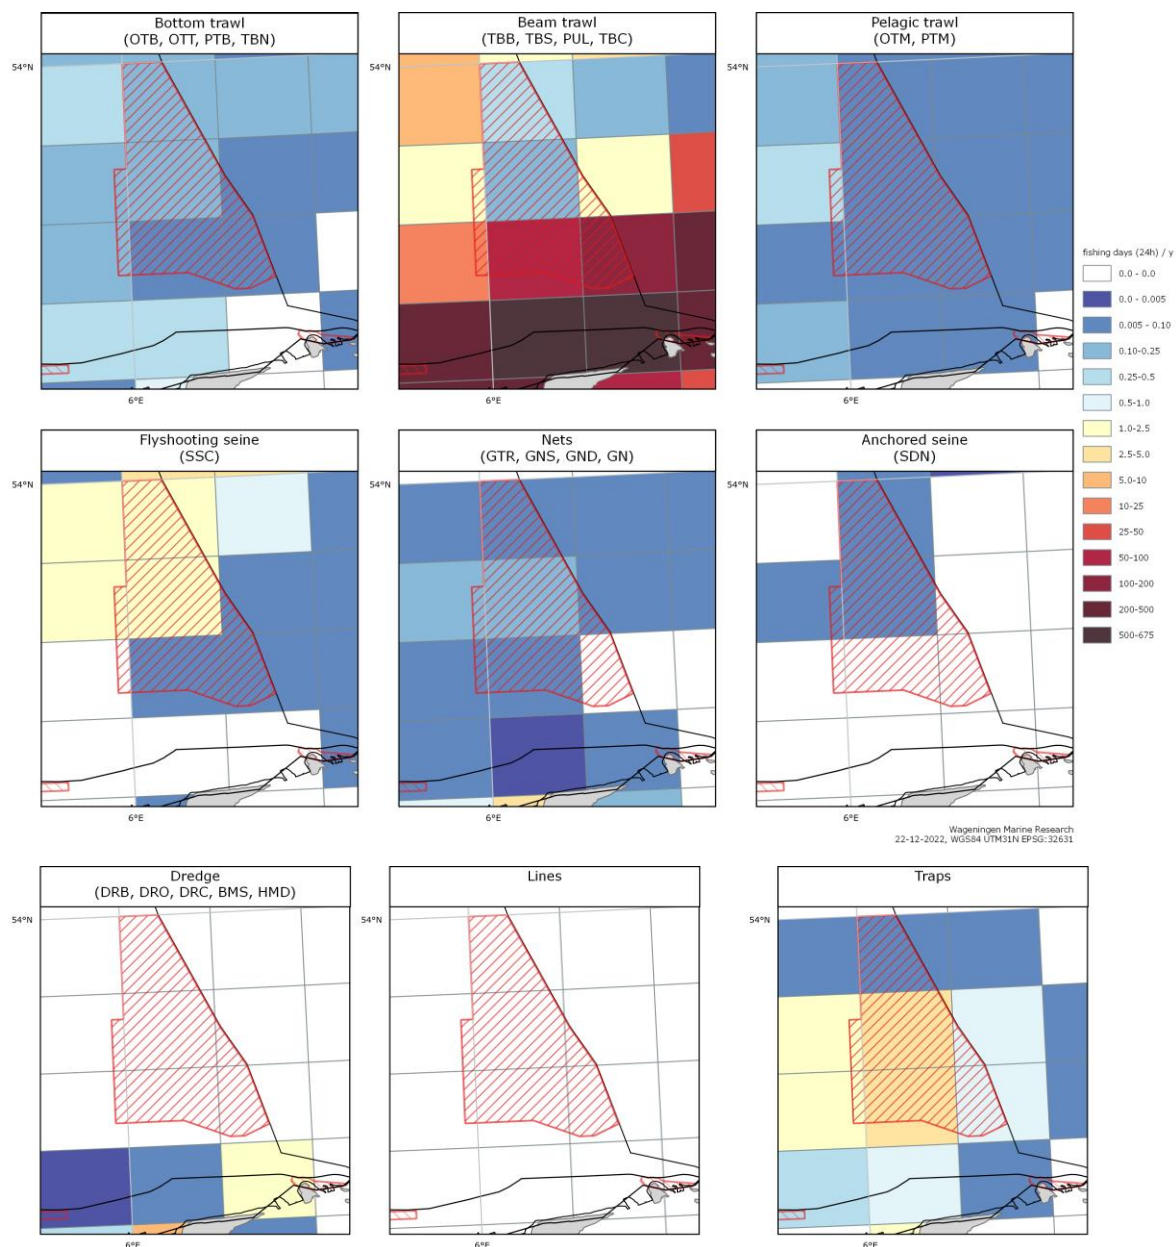 Bottom trawl
(OTB, OTT, PTB, TBN)
Beam trawl
(TBB, TBS, PUL, TBC)
Pelagic trawl
(OTM, PTM)
54°N
54°N
54°N
6°E
6°E
6°E
fishing days (24h) / y
0.0 - 0.0
0.0 - 0.005
0.005 - 0.10
0.10-0.25
0.25-0.5
0.5-1.0
1.0-2.5
2.5-5.0
5.0-10
10-25
25-50
50-100
100-200
200-500
500-675
Flyshooting seine
(SSC)
Nets
(GTR, GNS, GND, GN)
Anchored seine
(SDN)
54°N
54°N
54°N
6°E
6°E
6°E
Wageningen Marine Research
22-12-2022, WGS84 UTM31N EPSG:32631
Dredge
(DRB, DRO, DRC, BMS, HMD)
Lines
Traps
54°N
54°N
54°N
6°E
6°E
6°E